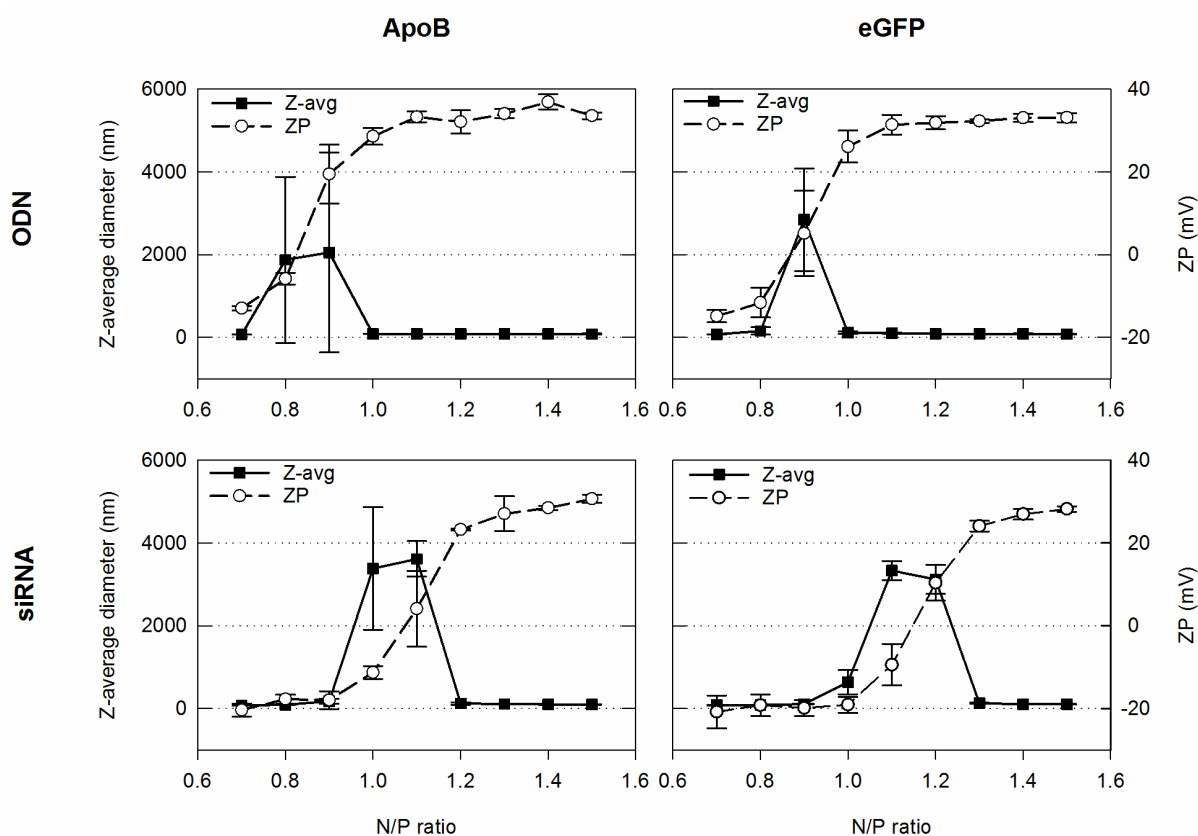 ApoB eGFP
ODN
Z-average diameter (nm)
6000
4000
2000
0
Z-avg
ZP
0.6 0.8 1.0 1.2 1.4 1.6
Z-avg
ZP
0.6 0.8 1.0 1.2 1.4 1.6
40
20
0
-20
ZP (mV)
siRNA
Z-average diameter (nm)
6000
4000
2000
0
Z-avg
ZP
0.6 0.8 1.0 1.2 1.4 1.6
N/P ratio
Z-avg
ZP
0.6 0.8 1.0 1.2 1.4 1.6
N/P ratio
40
20
0
-20
ZP (mV)